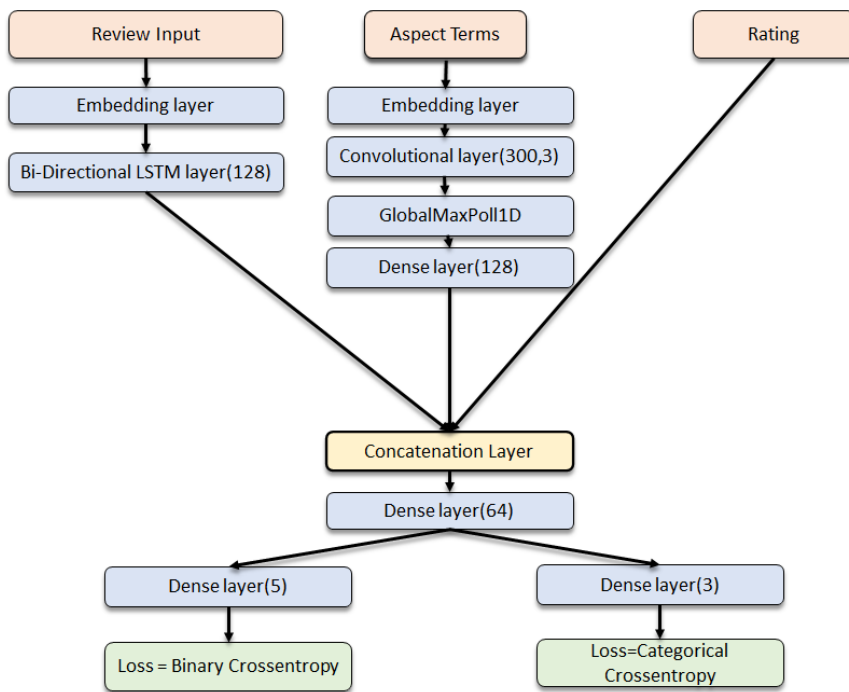 Review Input
Aspect Terms
Rating
Embedding layer
Embedding layer
Bi-Directional LSTM layer(128)
Convolutional layer(300,3)
GlobalMaxPoll1D
Dense layer(128)
Concatenation Layer
Dense layer(64)
Dense layer(5)
Dense layer(3)
Loss = Binary Crossentropy
Loss=Categorical
Crossentropy